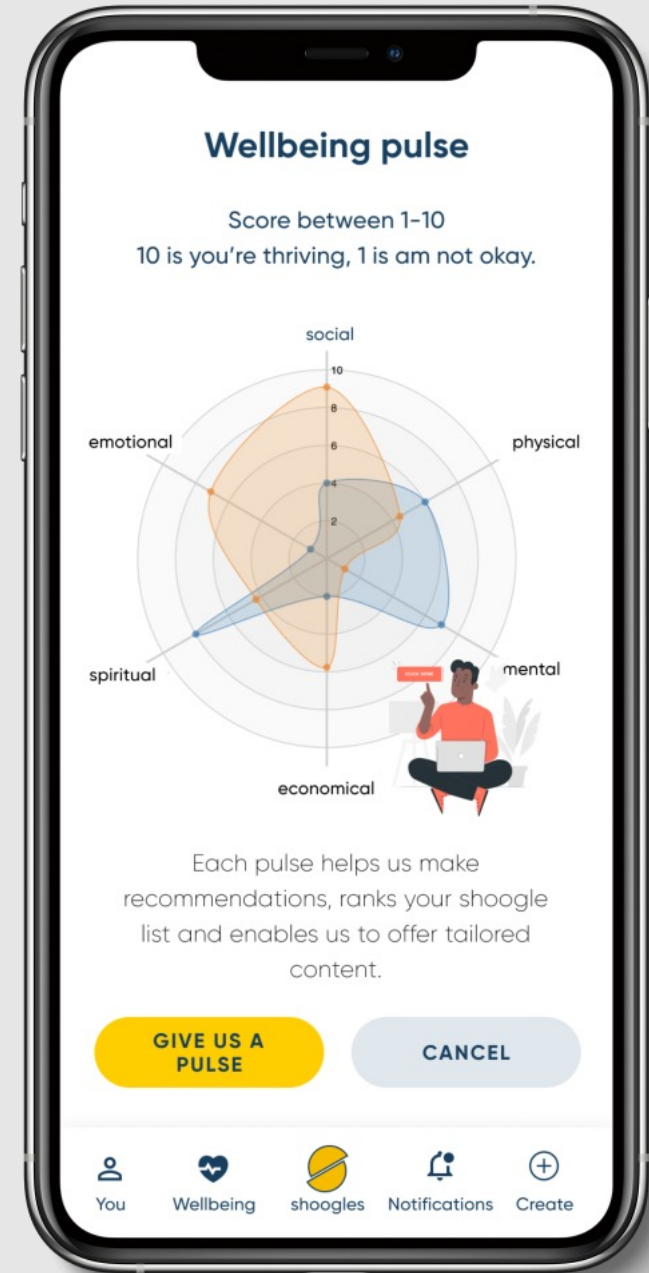 Wellbeing pulse
Score between 1-10
10 is you're thriving, 1 is am not okay.
social
10
8
6
4
2
emotional
physical
spiritual
mental
economical
Each pulse helps us make
recommendations, ranks your shoogle
list and enables us to offer tailored
content.
GIVE US A
PULSE
CANCEL
You
Wellbeing
shoogles
Notifications
Create